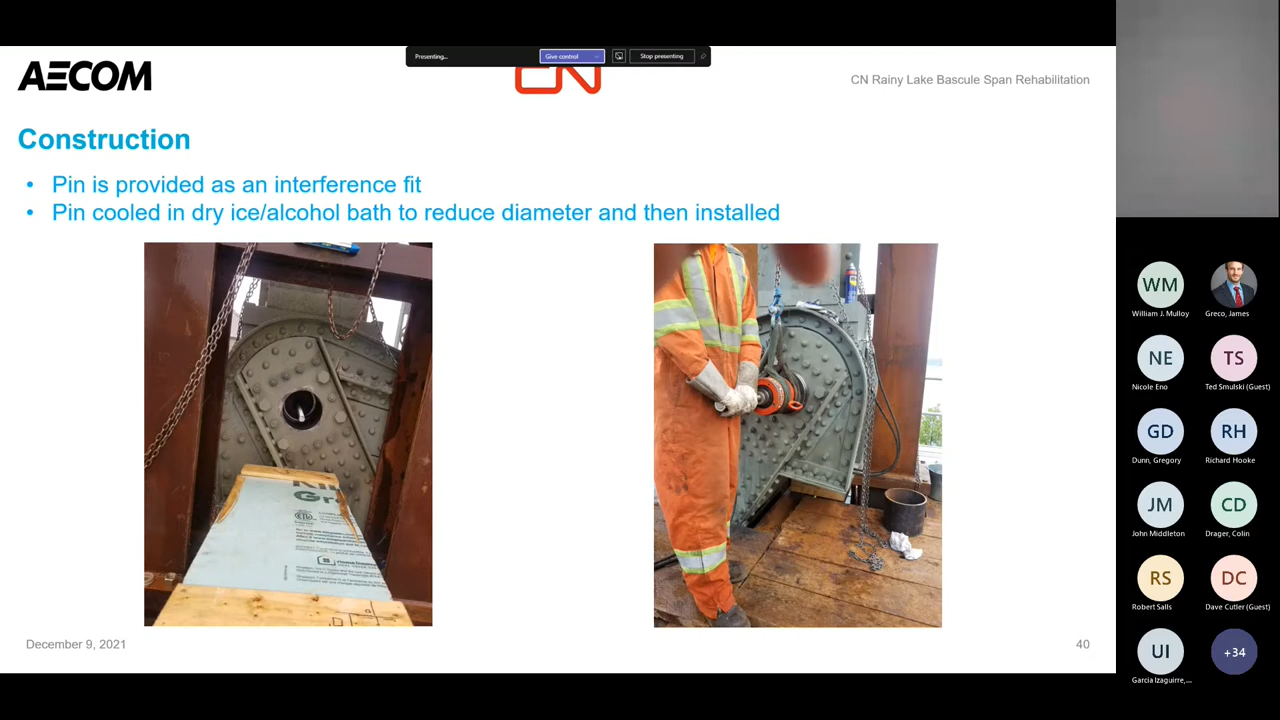 Presenting...
Give control
Stop presenting
AECOM
CN
CN Rainy Lake Bascule Span Rehabilitation
Construction
• Pin is provided as an interference fit
• Pin cooled in dry ice/alcohol bath to reduce diameter and then installed
December 9, 2021
40
WM
William J. Mulloy
Greco, James
NE
Nicole Eno
TS
Ted Smulski (Guest)
GD
Dunn, Gregory
RH
Richard Hooke
JM
John Middleton
CD
Drager, Colin
RS
Robert Salls
DC
Dave Cutler (Guest)
UI
Garcia Izaguirre,...
+34